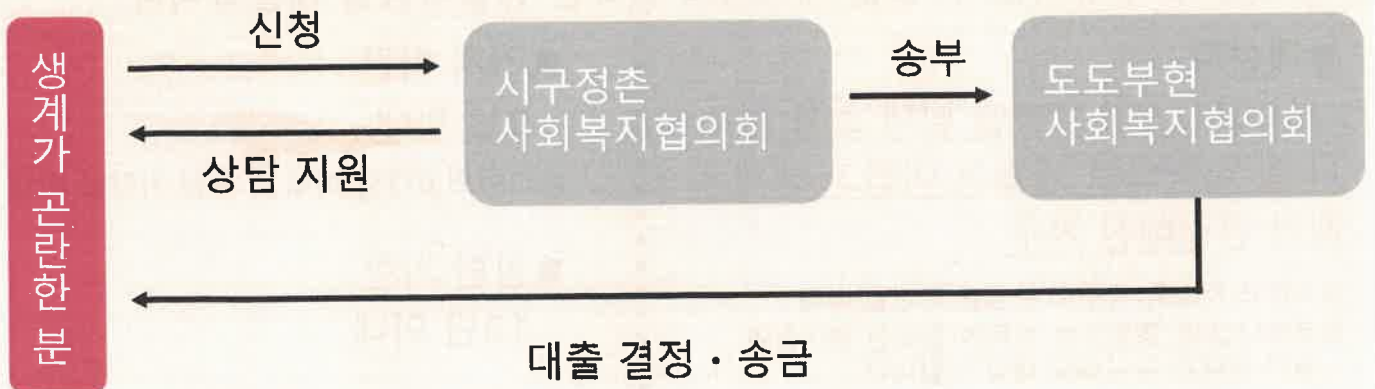 생계가 곤란한 분
신청
상담 지원
시구정촌
사회복지협의회
송부
도도부현
사회복지협의회
대출 결정・송금